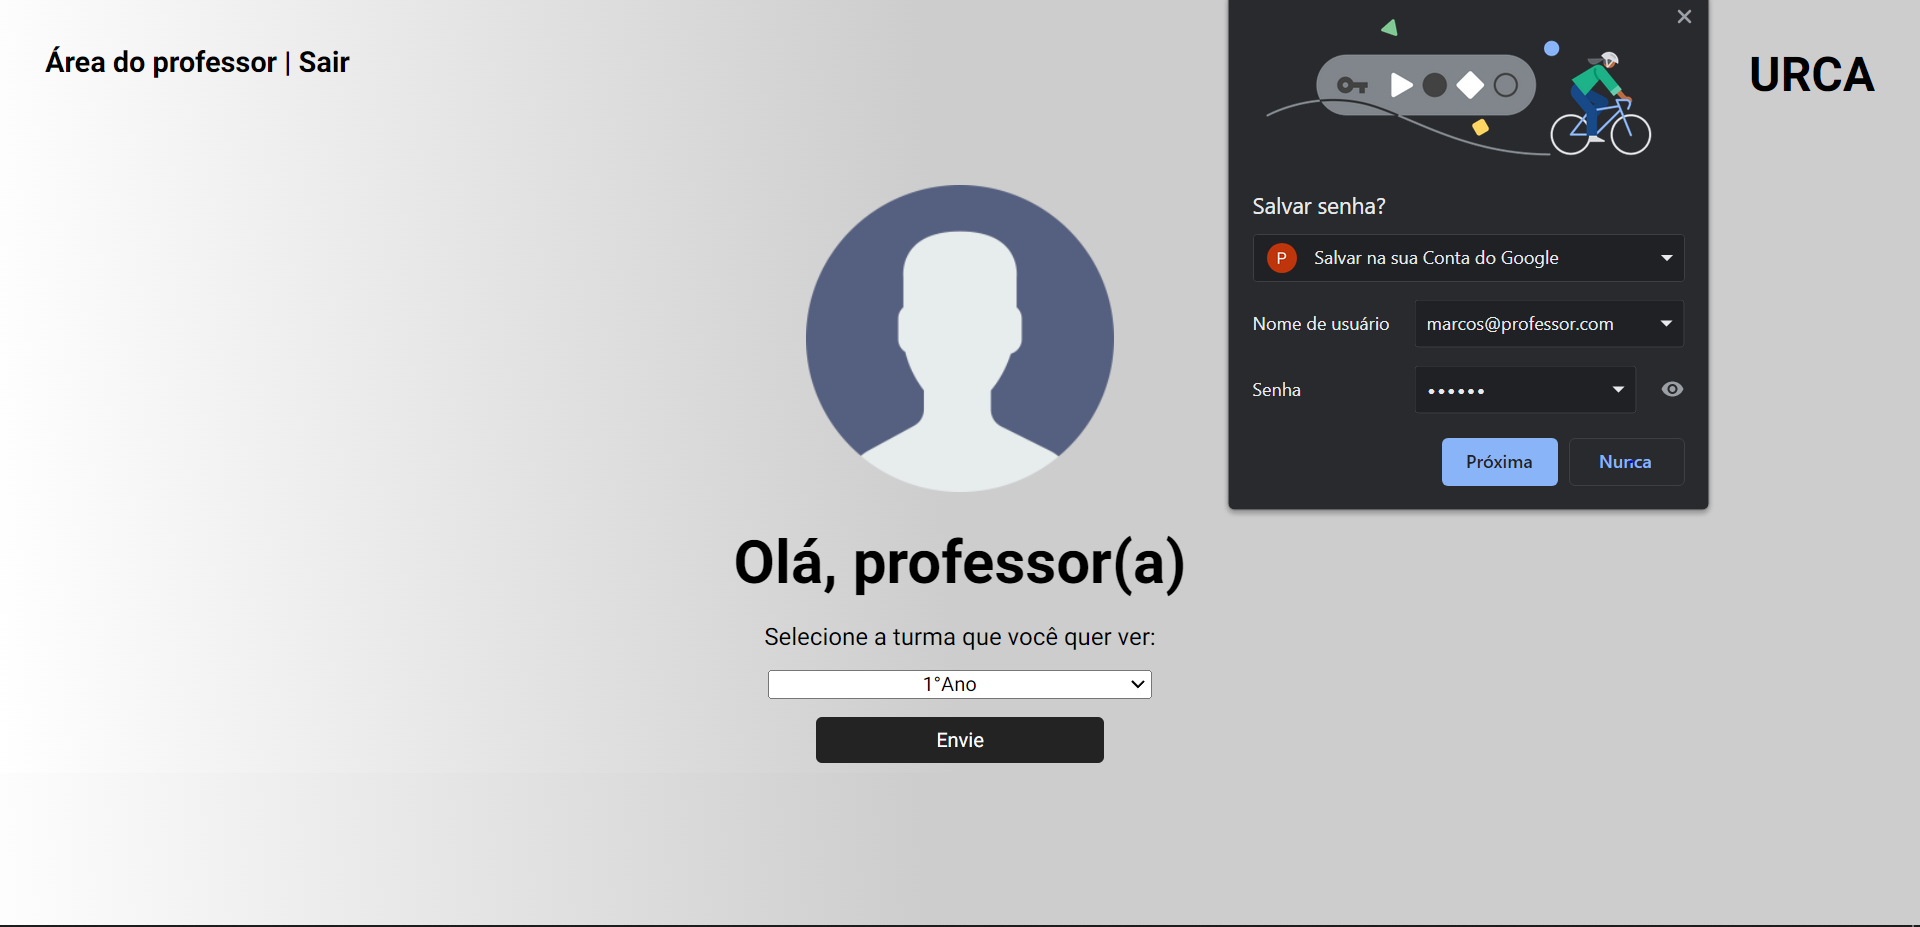 Área do professor | Sair
URCA
Salvar senha?
P Salvar na sua Conta do Google
Nome de usuário marcos@professor.com
Senha ••••••
Próxima Nunca
Olá, professor(a)
Selecione a turma que você quer ver:
1°Ano
Envie